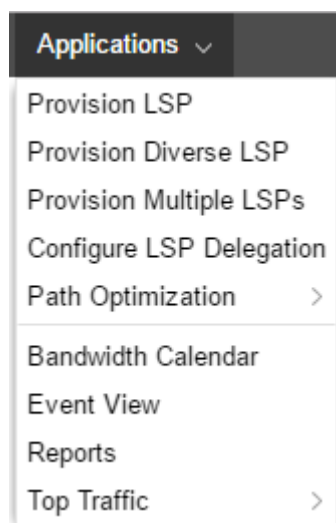 Applications
Provision LSP
Provision Diverse LSP
Provision Multiple LSPs
Configure LSP Delegation
Path Optimization
Bandwidth Calendar
Event View
Reports
Top Traffic